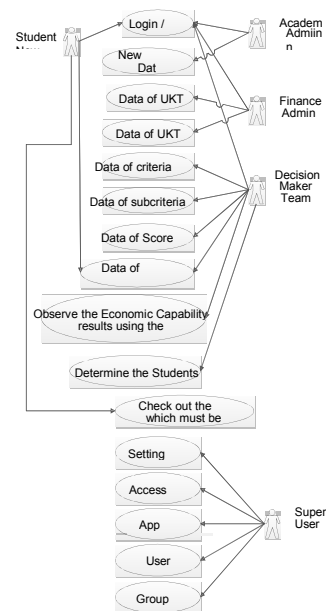 Student
Login /
Academ
Admiin
n
New
Dat
Data of UKT
Finance
Admin
Data of UKT
Data of criteria
Decision
Maker
Team
Data of subcriteria
Data of Score
Data of
Observe the Economic Capability
results using the
Determine the Students
Check out the
which must be
Setting
Access
App
Super
User
User
Group